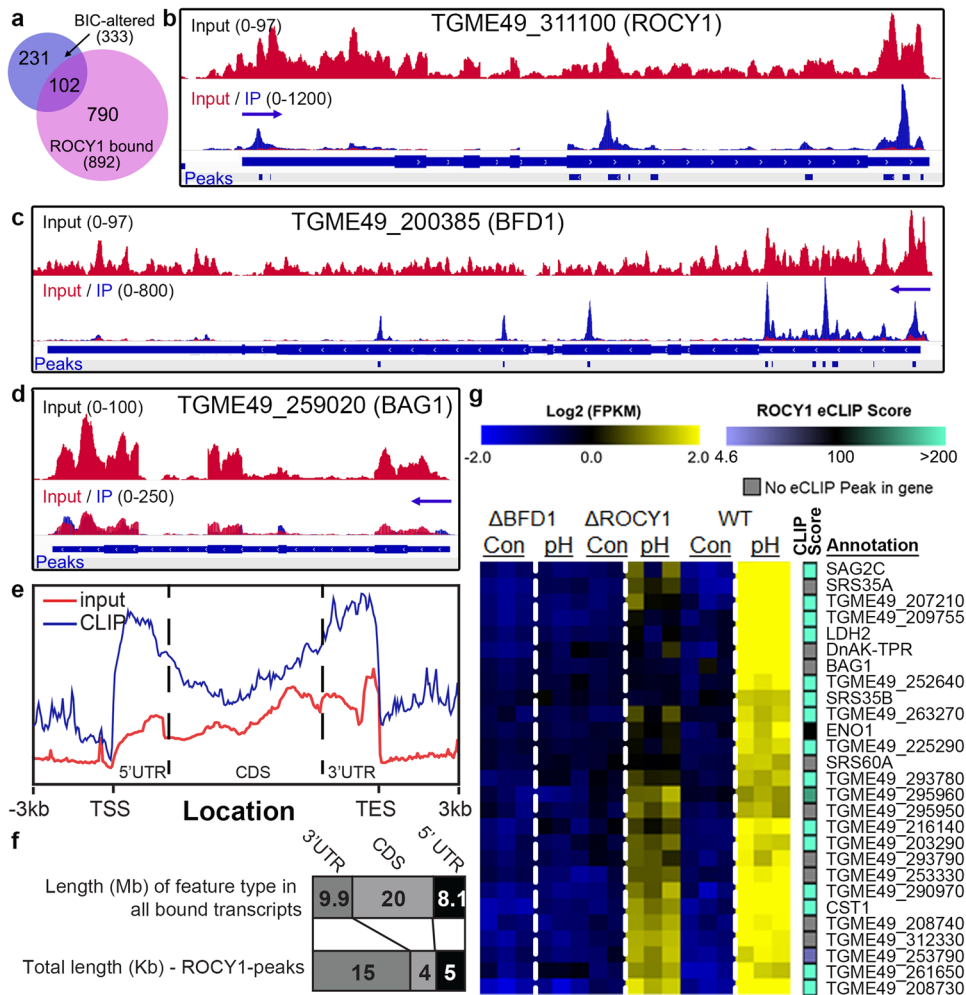 a
BIC-altered
(333)
231
102
790
ROCY1 bound
(892)
b
TGME49_311100 (ROCY1)
Input (0-97)
Input / IP (0-1200)
Peaks
c
TGME49_200385 (BFD1)
Input (0-97)
Input / IP (0-800)
Peaks
d
TGME49_259020 (BAG1)
Input (0-100)
Input / IP (0-250)
Peaks
e
input
CLIP
5'UTR
CDS
3'UTR
-3kb
TSS
Location
TES
3kb
f
3'UTR
CDS
5' UTR
Length (Mb) of feature type in
all bound transcripts
9.9
20
8.1
Total length (Kb) - ROCY1-peaks
15
4
5
g
Log2 (FPKM)
-2.0
0.0
2.0
ROCY1 eCLIP Score
4.6
100
>200
No eCLIP Peak in gene
ΔBFD1
ΔROCY1
WT
Con
pH
Con
pH
Con
pH
CLIP
Score
Annotation
SAG2C
SRS35A
TGME49_207210
TGME49_209755
LDH2
DnAK-TPR
BAG1
TGME49_252640
SRS35B
TGME49_263270
ENO1
TGME49_225290
SRS60A
TGME49_293780
TGME49_295960
TGME49_295950
TGME49_216140
TGME49_203290
TGME49_293790
TGME49_253330
TGME49_290970
CST1
TGME49_208740
TGME49_312330
TGME49_253790
TGME49_261650
TGME49_208730